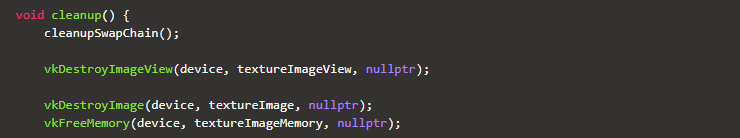 void cleanup() {
    cleanupSwapChain();

    vkDestroyImageView(device, textureImageView, nullptr);

    vkDestroyImage(device, textureImage, nullptr);
    vkFreeMemory(device, textureImageMemory, nullptr);